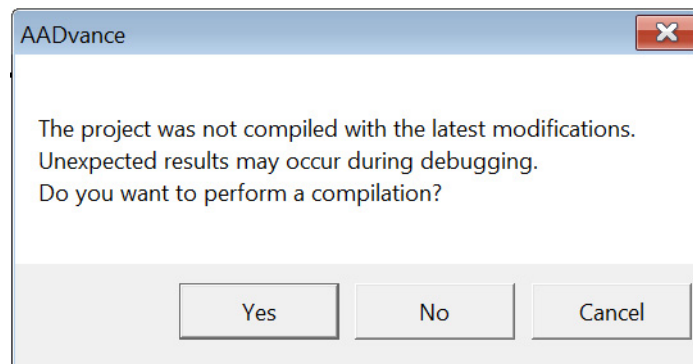 AADvance
The project was not compiled with the latest modifications.
Unexpected results may occur during debugging.
Do you want to perform a compilation?
Yes No Cancel